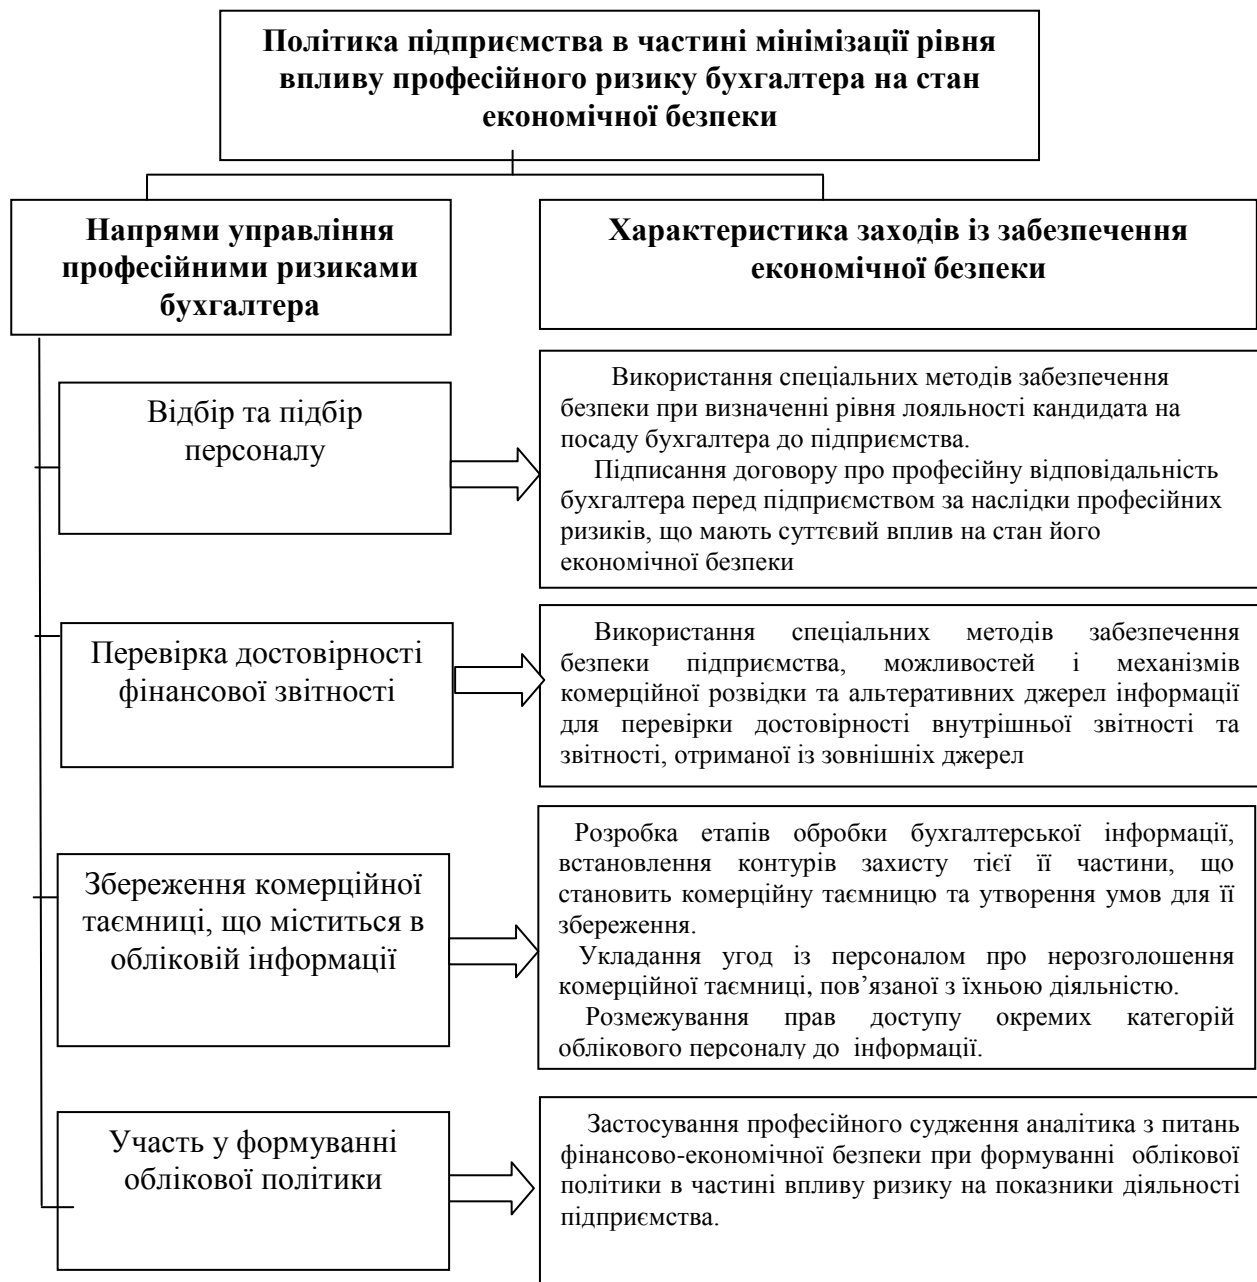 Політика підприємства в частині мінімізації рівня
впливу професійного ризику бухгалтера на стан
економічної безпеки
Напрями управління
професійними ризиками
бухгалтера
Характеристика заходів із забезпечення
економічної безпеки
Відбір та підбір
персоналу
Використання спеціальних методів забезпечення
безпеки при визначенні рівня лояльності кандидата на
посаду бухгалтера до підприємства.
Підписання договору про професійну відповідальність
бухгалтера перед підприємством за наслідки професійних
ризиків, що мають суттєвий вплив на стан його
економічної безпеки
Перевірка достовірності
фінансової звітності
Використання спеціальних методів забезпечення
безпеки підприємства, можливостей і механізмів
комерційної розвідки та альтеративних джерел інформації
для перевірки достовірності внутрішньої звітності та
звітності, отриманої із зовнішніх джерел
Збереження комерційної
таємниці, що міститься в
обліковій інформації
Розробка етапів обробки бухгалтерської інформації,
встановлення контурів захисту тієї її частини, що
становить комерційну таємницю та утворення умов для її
збереження.
Укладання угод із персоналом про нерозголошення
комерційної таємниці, пов’язаної з їхньою діяльністю.
Розмежування прав доступу окремих категорій
облікового персоналу до інформації.
Участь у формуванні
облікової політики
Застосування професійного судження аналітика з питань
фінансово-економічної безпеки при формуванні облікової
політики в частині впливу ризику на показники діяльності
підприємства.